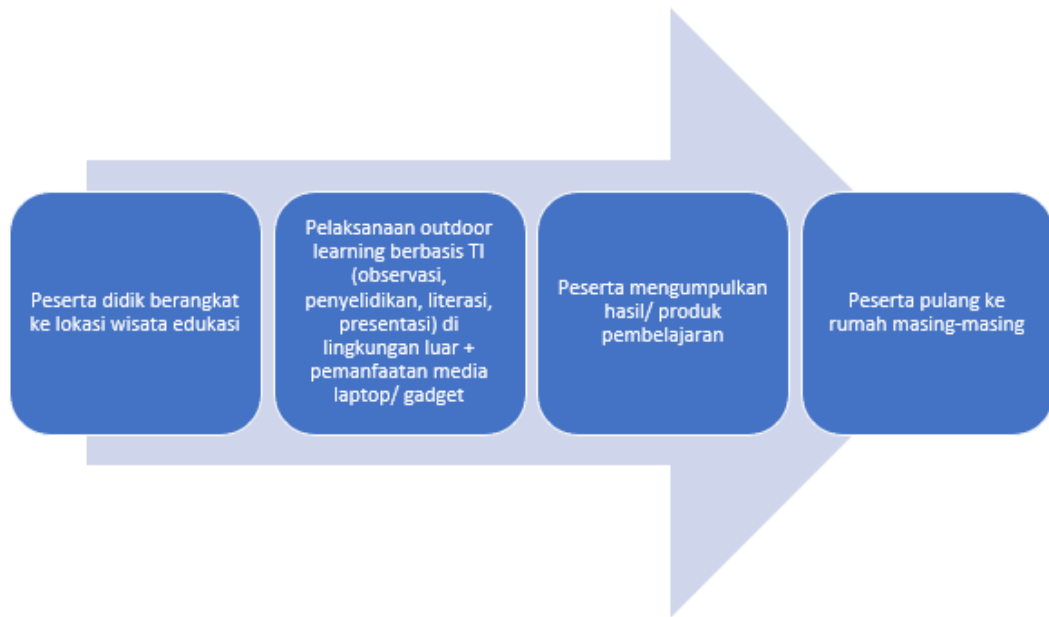 Peserta didik berangkat
ke lokasi wisata edukasi
Pelaksanaan outdoor
learning berbasis TI
(observasi,
penyelidikan, literasi,
presentasi) di
lingkungan luar +
pemanfaatan media
laptop/ gadget
Peserta mengumpulkan
hasil/ produk
pembelajaran
Peserta pulang ke
rumah masing-masing